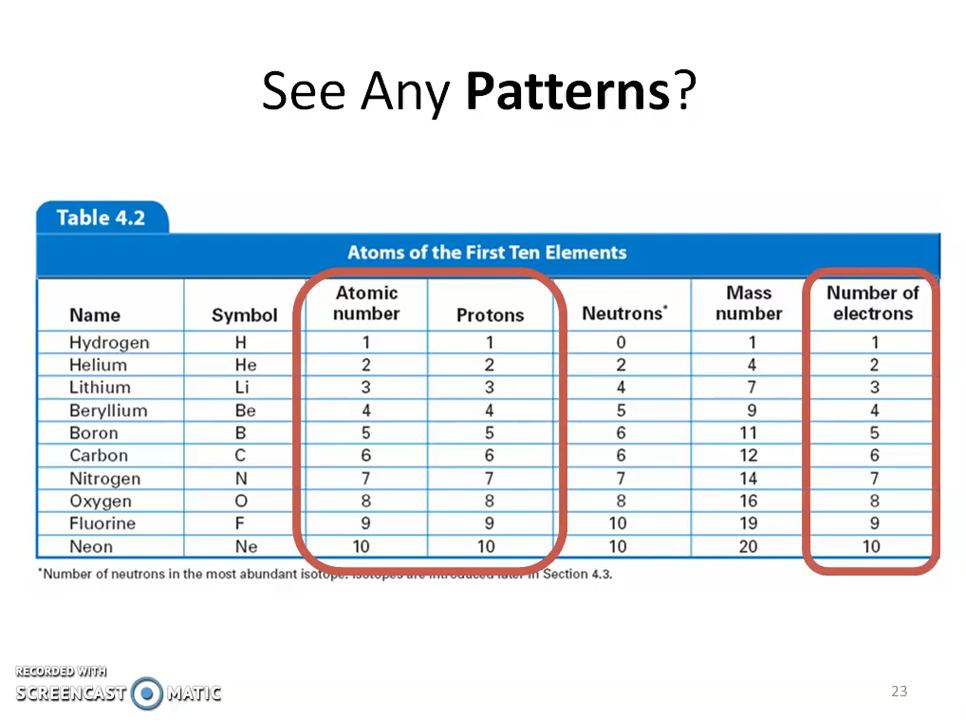 See Any Patterns?
Table 4.2
Atoms of the First Ten Elements
Name Symbol Atomic number Protons Neutrons* Mass number Number of electrons
Hydrogen H 1 1 0 1 1
Helium He 2 2 2 4 2
Lithium Li 3 3 4 7 3
Beryllium Be 4 4 5 9 4
Boron B 5 5 6 11 5
Carbon C 6 6 6 12 6
Nitrogen N 7 7 7 14 7
Oxygen O 8 8 8 16 8
Fluorine F 9 9 10 19 9
Neon Ne 10 10 10 20 10
*Number of neutrons in the most abundant isotope. Isotopes are introduced later in Section 4.3.
RECORDED WITH
SCREENCAST MATIC
23